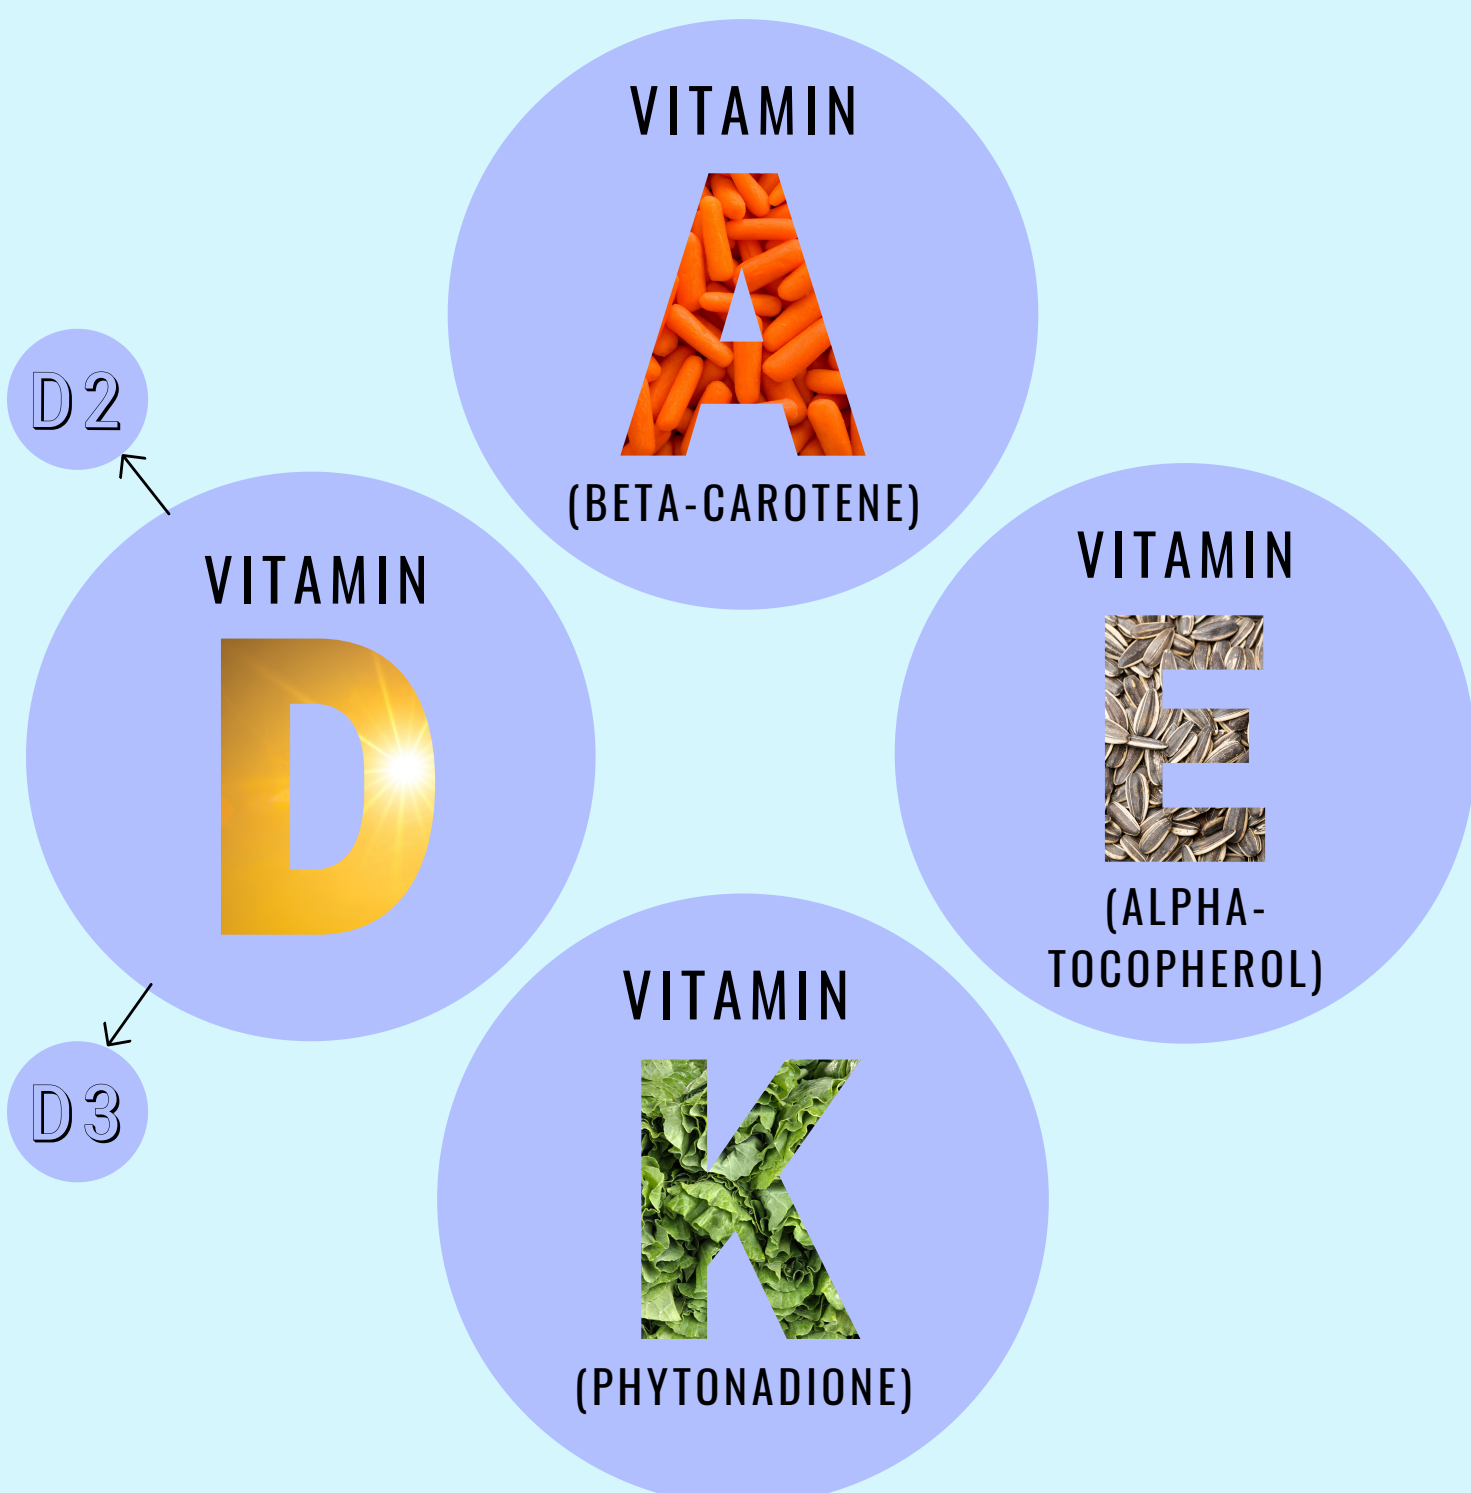 VITAMIN
A
(BETA-CAROTENE)
D2
VITAMIN
D
D3
VITAMIN
E
(ALPHA-
TOCOPHEROL)
VITAMIN
K
(PHYTONADIONE)